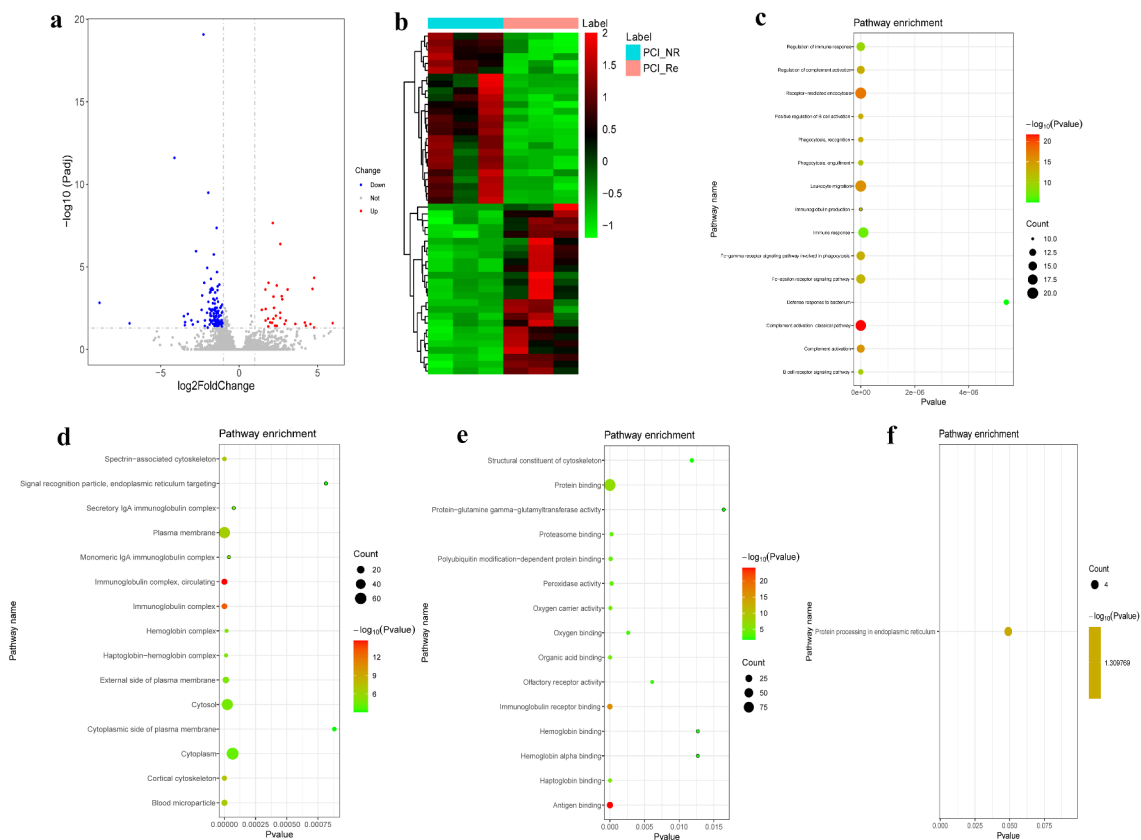 a
20
15
10
5
0
−log10 (Padj)
−5
0
5
log2FoldChange
Change
Down
Not
Up
b
Label
2
1.5
1
0.5
0
−0.5
−1
Label
PCI_NR
PCI_Re
c
Pathway enrichment
Pathway name
Regulation of immune response
Regulation of complement activation
Receptor−mediated endocytosis
Positive regulation of B cell activation
Phagocytosis, recognition
Phagocytosis, engulfment
Leukocyte migration
Immunoglobulin production
Immune response
Fc−gamma receptor signaling pathway involved in phagocytosis
Fc−epsilon receptor signaling pathway
Defense response to bacterium
Complement activation, classical pathway
Complement activation
B cell receptor signaling pathway
0e+00
2e−06
4e−06
Pvalue
−log10(Pvalue)
20
15
10
Count
10.0
12.5
15.0
17.5
20.0
d
Pathway enrichment
Pathway name
Spectrin−associated cytoskeleton
Signal recognition particle, endoplasmic reticulum targeting
Secretory IgA immunoglobulin complex
Plasma membrane
Monomeric IgA immunoglobulin complex
Immunoglobulin complex, circulating
Immunoglobulin complex
Hemoglobin complex
Haptoglobin−hemoglobin complex
External side of plasma membrane
Cytosol
Cytoplasmic side of plasma membrane
Cytoplasm
Cortical cytoskeleton
Blood microparticle
0.00000
0.00025
0.00050
0.00075
Pvalue
Count
20
40
60
−log10(Pvalue)
12
9
6
e
Pathway enrichment
Pathway name
Structural constituent of cytoskeleton
Protein binding
Protein−glutamine gamma−glutamyltransferase activity
Proteasome binding
Polyubiquitin modification−dependent protein binding
Peroxidase activity
Oxygen carrier activity
Oxygen binding
Organic acid binding
Olfactory receptor activity
Immunoglobulin receptor binding
Hemoglobin binding
Hemoglobin alpha binding
Haptoglobin binding
Antigen binding
0.000
0.005
0.010
0.015
Pvalue
−log10(Pvalue)
20
15
10
5
Count
25
50
75
f
Pathway enrichment
Pathway name
Protein processing in endoplasmic reticulum
0.000
0.025
0.050
0.075
Pvalue
Count
4
−log10(Pvalue)
1.309769